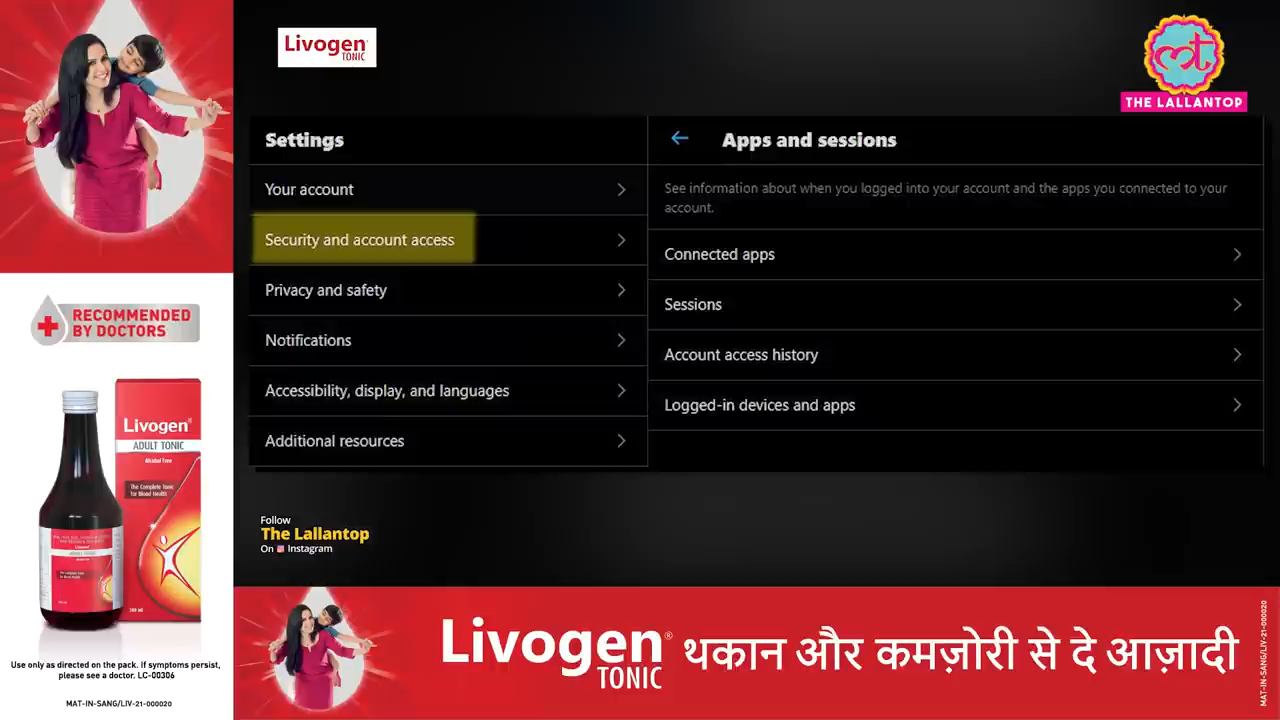 Livogen
TONIC
THE LALLANTOP
Settings
Your account
Security and account access
Privacy and safety
Notifications
Accessibility, display, and languages
Additional resources
Apps and sessions
See information about when you logged into your account and the apps you connected to your
account.
Connected apps
Sessions
Account access history
Logged-in devices and apps
RECOMMENDED
BY DOCTORS
Livogen®
ADULT TONIC
Alcohol Free
The Complete Tonic
for Blood Health
300 ml
Use only as directed on the pack. If symptoms persist,
please see a doctor. LC-00306
MAT-IN-SANG/LIV-21-000020
Follow
The Lallantop
On Instagram
Livogen®
TONIC
थकान और कमज़ोरी से दे आज़ादी
MAT-IN-SANG/LIV-21-000020